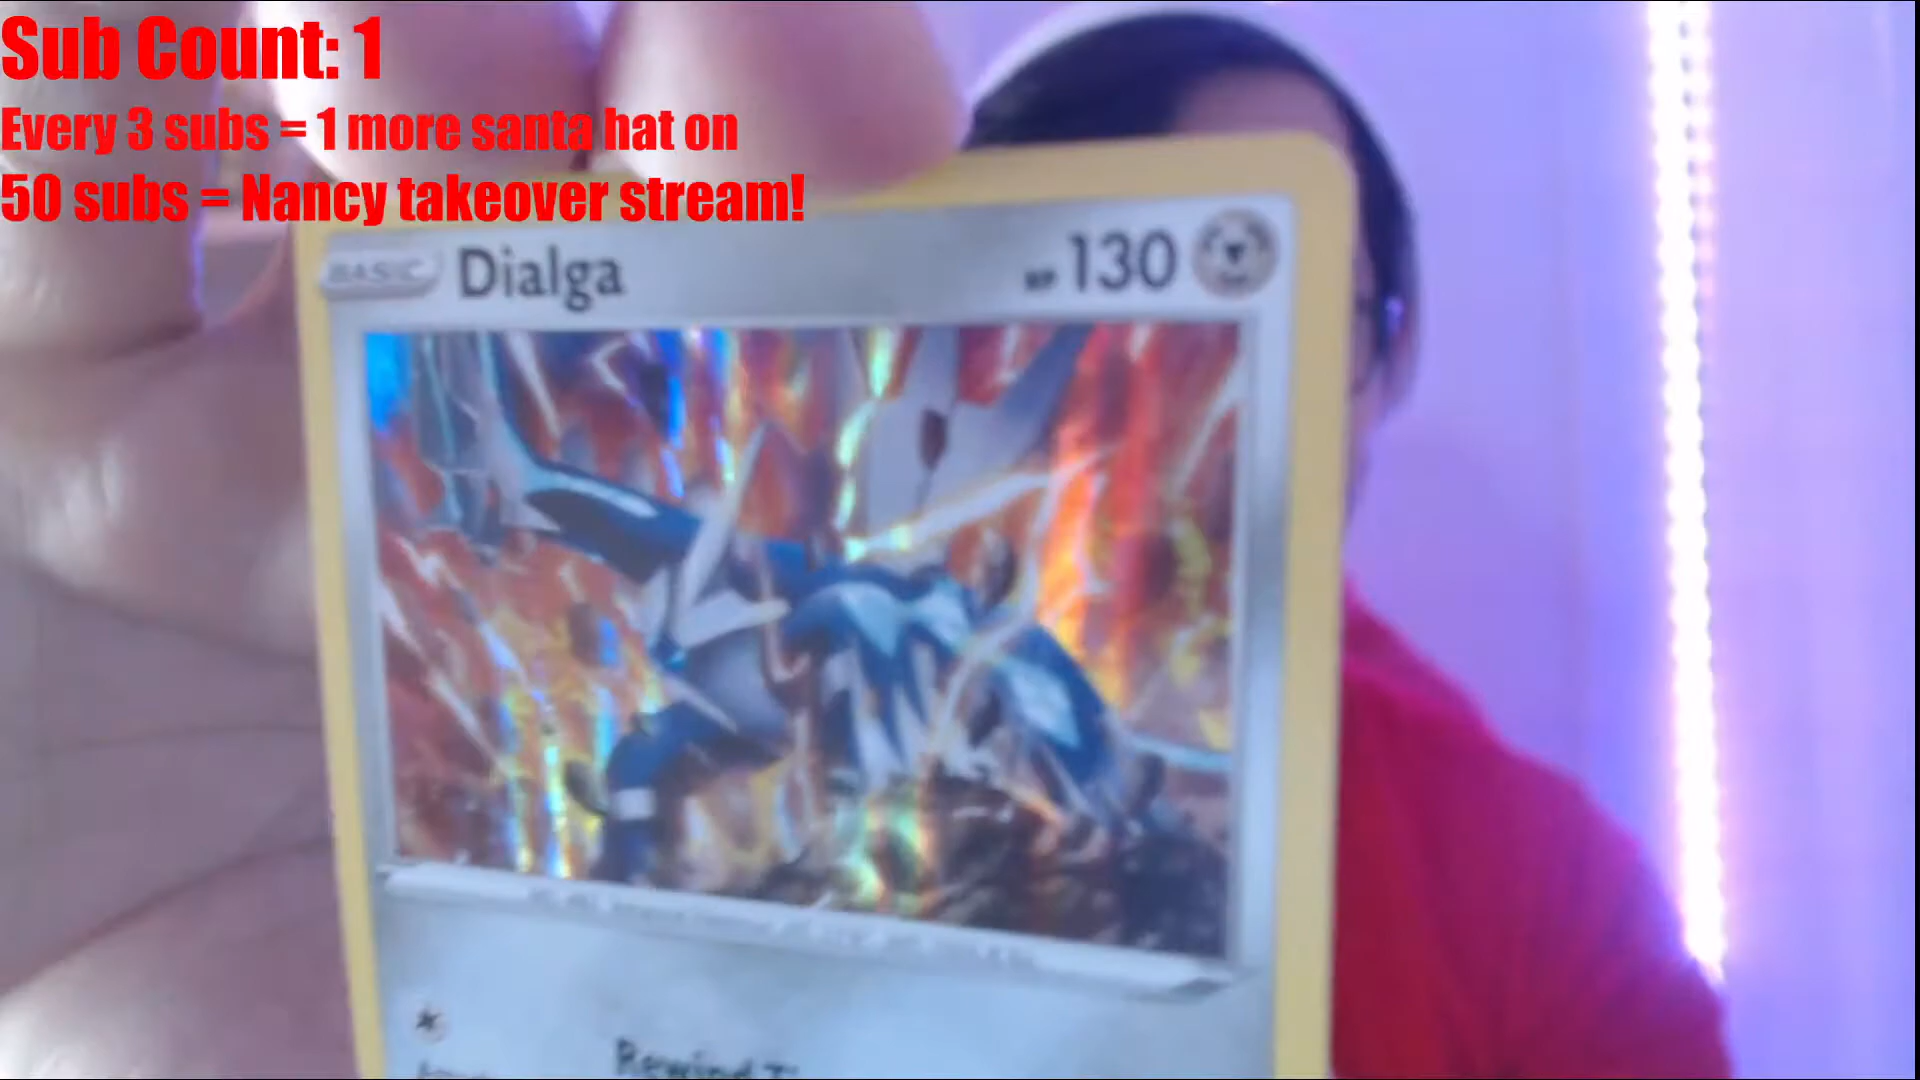 Sub Count: 1
Every 3 subs = 1 more santa hat on
50 subs = Nancy takeover stream!
BASIC Dialga HP 130
Rewind